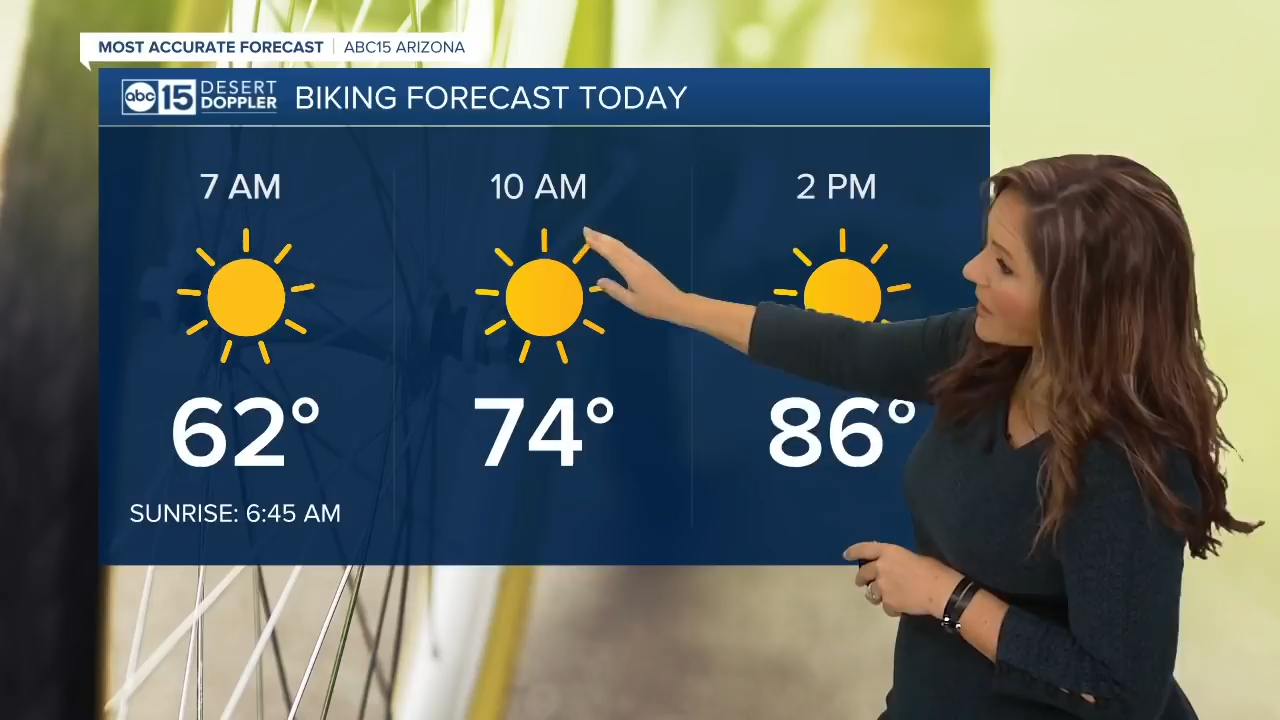 MOST ACCURATE FORECAST | ABC15 ARIZONA
abc 15 DESERT DOPPLER BIKING FORECAST TODAY
7 AM 10 AM 2 PM
62° 74° 86°
SUNRISE: 6:45 AM